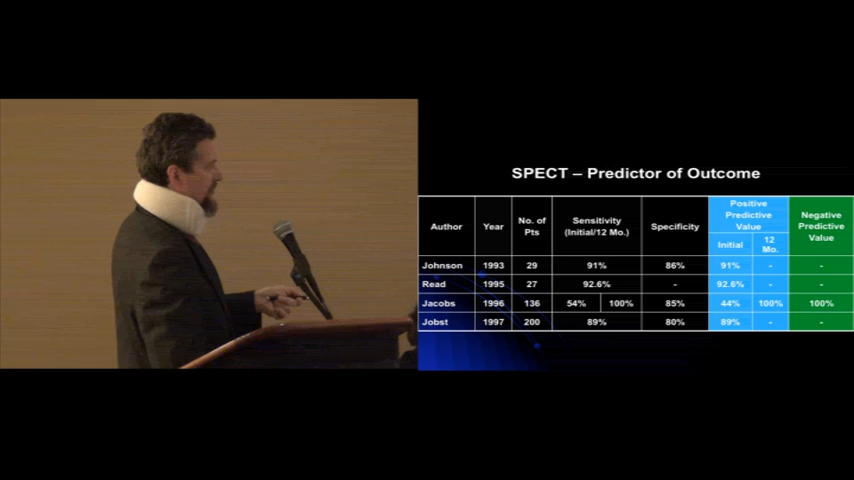 SPECT – Predictor of Outcome
Author Year No. of Pts Sensitivity (Initial/12 Mo.) Specificity Positive Predictive Value Negative Predictive Value
Initial 12 Mo.
Johnson 1993 29 91% 86% 91% - -
Read 1995 27 92.6% - 92.6% - -
Jacobs 1996 136 54% 100% 85% 44% 100% 100%
Jobst 1997 200 89% 80% 89% - -